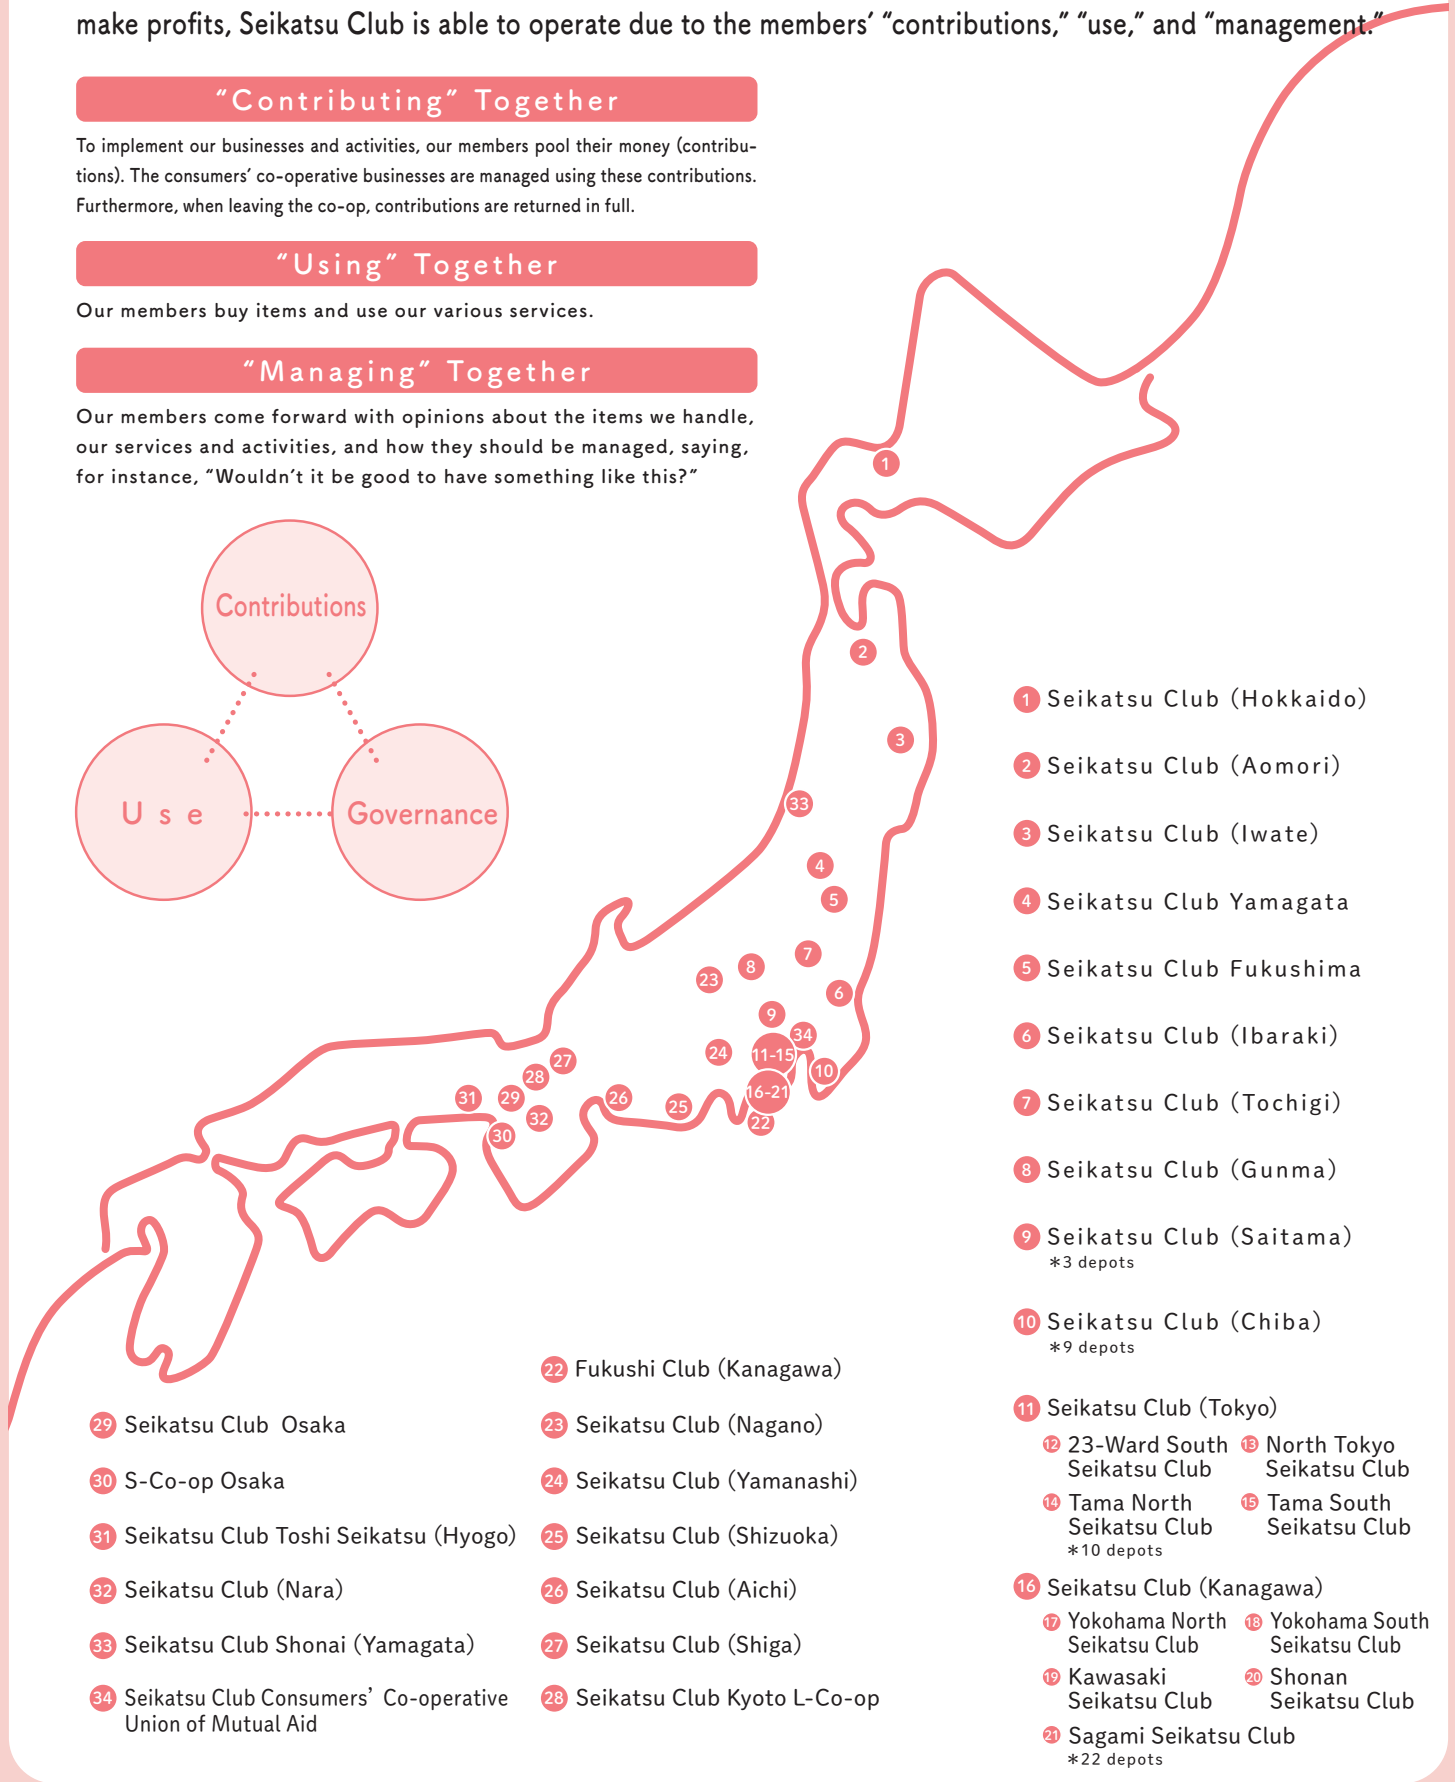 make profits, Seikatsu Club is able to operate due to the members’ “contributions,” “use,” and “management.”
“Contributing” Together
To implement our businesses and activities, our members pool their money (contribu-
tions). The consumers’ co-operative businesses are managed using these contributions.
Furthermore, when leaving the co-op, contributions are returned in full.
“Using” Together
Our members buy items and use our various services.
“Managing” Together
Our members come forward with opinions about the items we handle,
our services and activities, and how they should be managed, saying,
for instance, “Wouldn’t it be good to have something like this?”
Contributions
Use
Governance
1
2
3
33
4
5
7
8
23
6
9
34
24
11-15
10
27
28
16-21
31
29
26
25
32
22
30
1 Seikatsu Club (Hokkaido)
2 Seikatsu Club (Aomori)
3 Seikatsu Club (Iwate)
4 Seikatsu Club Yamagata
5 Seikatsu Club Fukushima
6 Seikatsu Club (Ibaraki)
7 Seikatsu Club (Tochigi)
8 Seikatsu Club (Gunma)
9 Seikatsu Club (Saitama)
*3 depots
10 Seikatsu Club (Chiba)
*9 depots
11 Seikatsu Club (Tokyo)
12 23-Ward South
Seikatsu Club
13 North Tokyo
Seikatsu Club
14 Tama North
Seikatsu Club
*10 depots
15 Tama South
Seikatsu Club
16 Seikatsu Club (Kanagawa)
17 Yokohama North
Seikatsu Club
18 Yokohama South
Seikatsu Club
19 Kawasaki
Seikatsu Club
20 Shonan
Seikatsu Club
21 Sagami Seikatsu Club
*22 depots
22 Fukushi Club (Kanagawa)
23 Seikatsu Club (Nagano)
24 Seikatsu Club (Yamanashi)
25 Seikatsu Club (Shizuoka)
26 Seikatsu Club (Aichi)
27 Seikatsu Club (Shiga)
28 Seikatsu Club Kyoto L-Co-op
29 Seikatsu Club Osaka
30 S-Co-op Osaka
31 Seikatsu Club Toshi Seikatsu (Hyogo)
32 Seikatsu Club (Nara)
33 Seikatsu Club Shonai (Yamagata)
34 Seikatsu Club Consumers’ Co-operative
Union of Mutual Aid